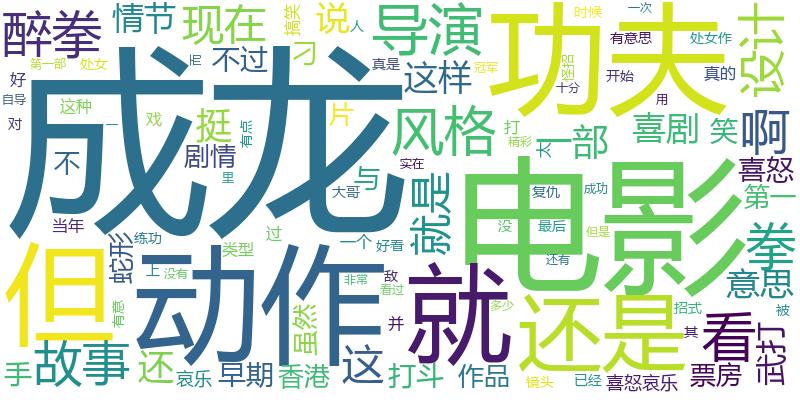 醉拳
情节
现在
搞笑
说
人
导演
功夫
时候
一次
设计
有意思
处女作
第一部
处女
而
不过
刁
真是
冠军
这样
迷招
开始
真的
好
自导
这种
对
成龙
戏
挺
有点
片
风格
十分
用
打
精彩
太
一部
喜剧
笑
啊
不
一
剧情
里
大哥
与
实在
就是
电影
复仇
成功
喜怒
第一
当年
蛇形
练功
过
一个
好看
没
最后
但是
拳
但
动作
类型
上
没有
非常
敌
看过
就
还有
意思
有意
虽然
并
多少
还是
招式
其
被
看
武打
手
故事
还
哀乐
早期
香港
这
打斗
作品
镜头
已经
喜怒哀乐
票房